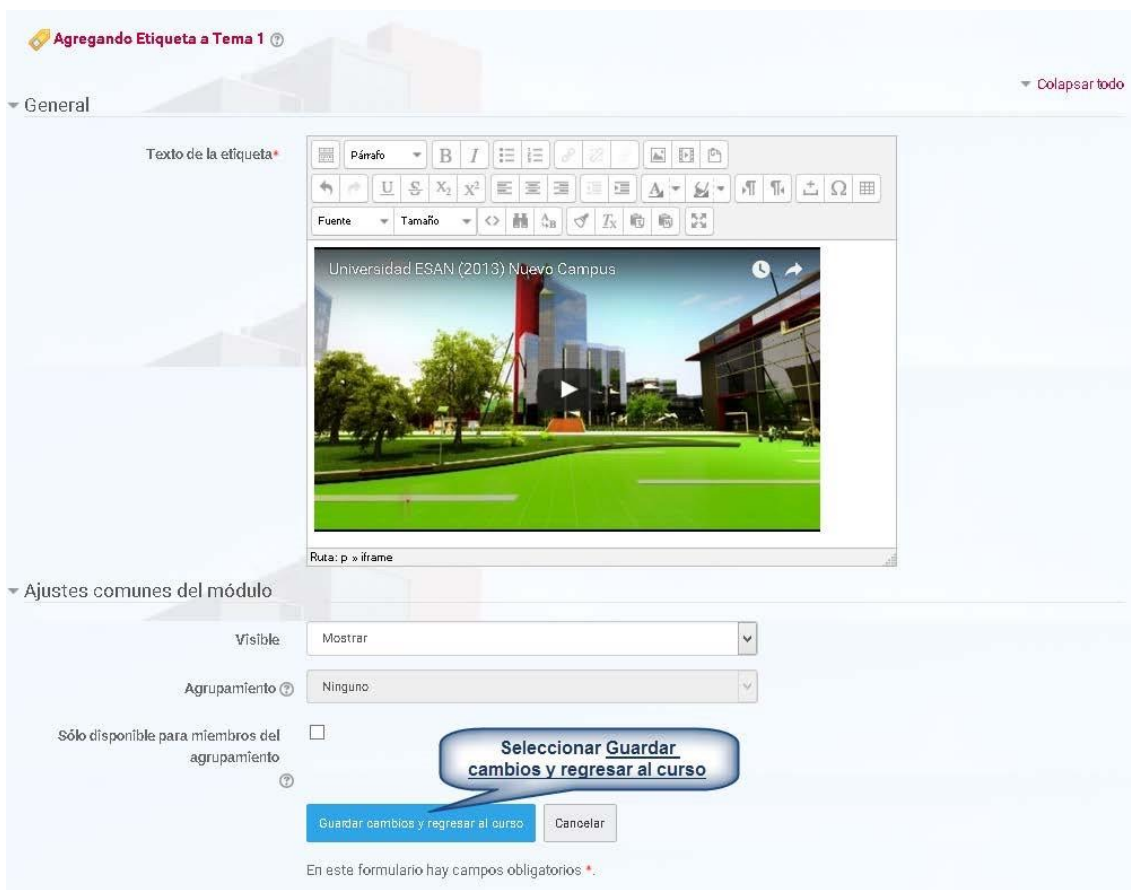 Agregando Etiqueta a Tema 1
Colapsar todo
General
Texto de la etiqueta*
Párrafo
Fuente
Tamaño
Universidad ESAN (2013) Nuevo Campus
Ruta: p » iframe
Ajustes comunes del módulo
Visible
Mostrar
Agrupamiento
Ninguno
Sólo disponible para miembros del
agrupamiento
Seleccionar Guardar
cambios y regresar al curso
Guardar cambios y regresar al curso
Cancelar
En este formulario hay campos obligatorios *.